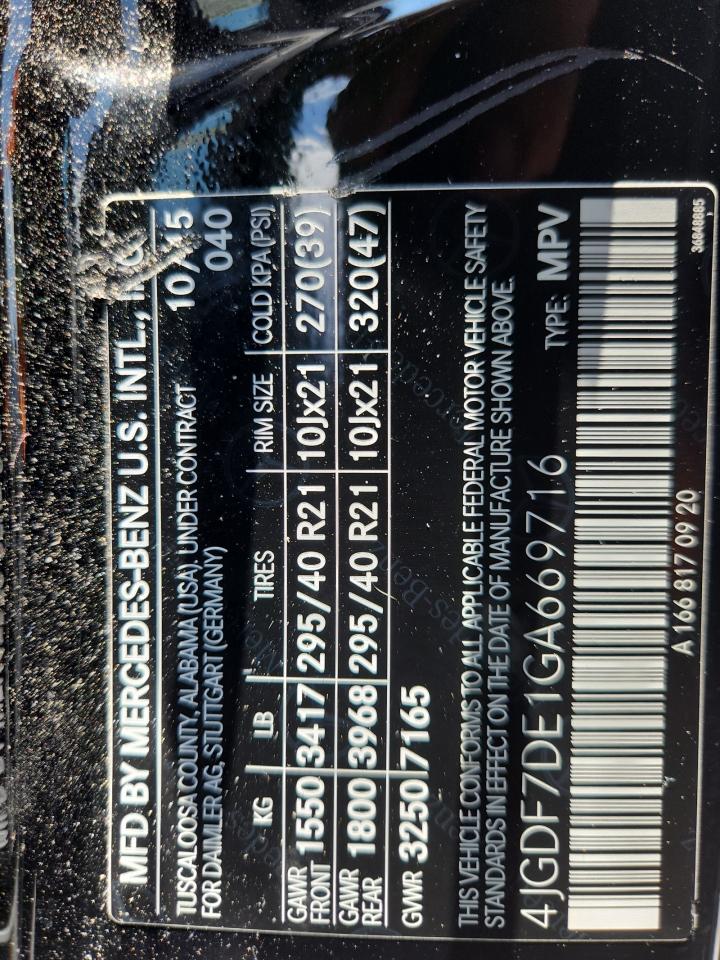 MFD BY MERCEDES-BENZ U.S. INTL.,
TUSCALOOSA COUNTY, ALABAMA (USA), UNDER CONTRACT 10/15
FOR DAIMLER AG, STUTTGART (GERMANY) 040
KG LB TIRES RIM SIZE COLD KPA (PSI)
GAWR FRONT 1550 3417 295/40 R21 10Jx21 270(39)
GAWR REAR 1800 3968 295/40 R21 10Jx21 320(47)
GVWR 3250 7165
THIS VEHICLE CONFORMS TO ALL APPLICABLE FEDERAL MOTOR VEHICLE SAFETY
STANDARDS IN EFFECT ON THE DATE OF MANUFACTURE SHOWN ABOVE.
4JGDF7DE1GA669716 TYPE: MPV
A 166 817 09 20 36848885